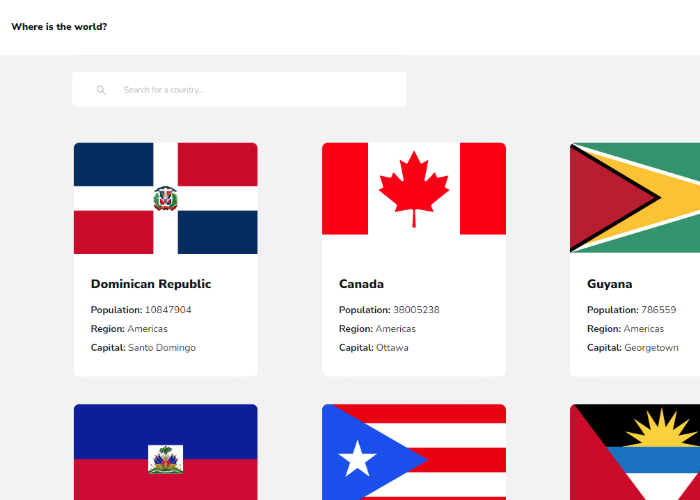 Where is the world?
Search for a country...
Dominican Republic
Population: 10847904
Region: Americas
Capital: Santo Domingo
Canada
Population: 38005238
Region: Americas
Capital: Ottawa
Guyana
Population: 786559
Region: Americas
Capital: Georgetown